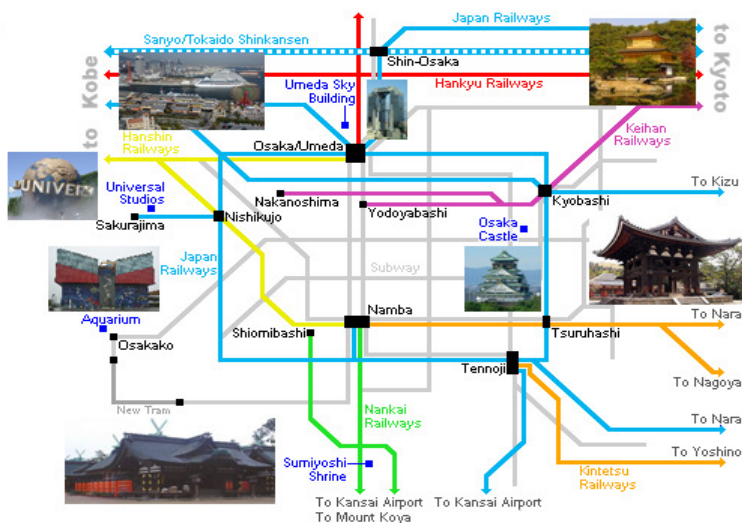 Japan Railways
Sanyo/Tokaido Shinkansen
Shin-Osaka
to Kobe
to Kyoto
Hankyu Railways
Umeda Sky
Building
Hanshin
Railways
Osaka/Umeda
Keihan
Railways
UNIVER
Universal
Studios
Sakurajima
Nishikujo
Nakanoshima
Yodoyabashi
Kyobashi
To Kizu
Osaka
Castle
Japan
Railways
Subway
Namba
Tsuruhashi
To Nara
Aquarium
Osakako
Shiomibashi
Tennoji
To Nagoya
New Tram
Nankai
Railways
To Nara
To Yoshino
Sumiyoshi
Shrine
Kintetsu
Railways
To Kansai Airport
To Mount Koya
To Kansai Airport